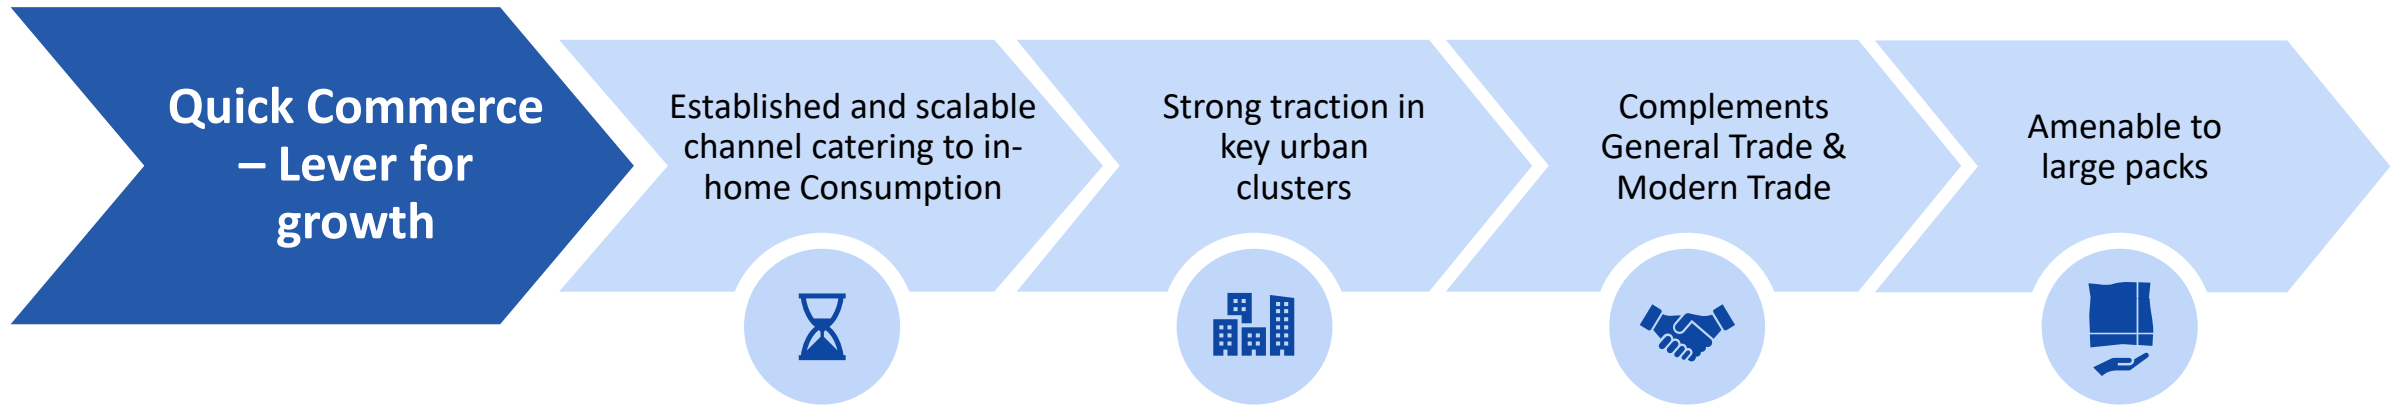 Quick Commerce
– Lever for
growth
Established and scalable
channel catering to in-
home Consumption
Strong traction in
key urban
clusters
Complements
General Trade &
Modern Trade
Amenable to
large packs